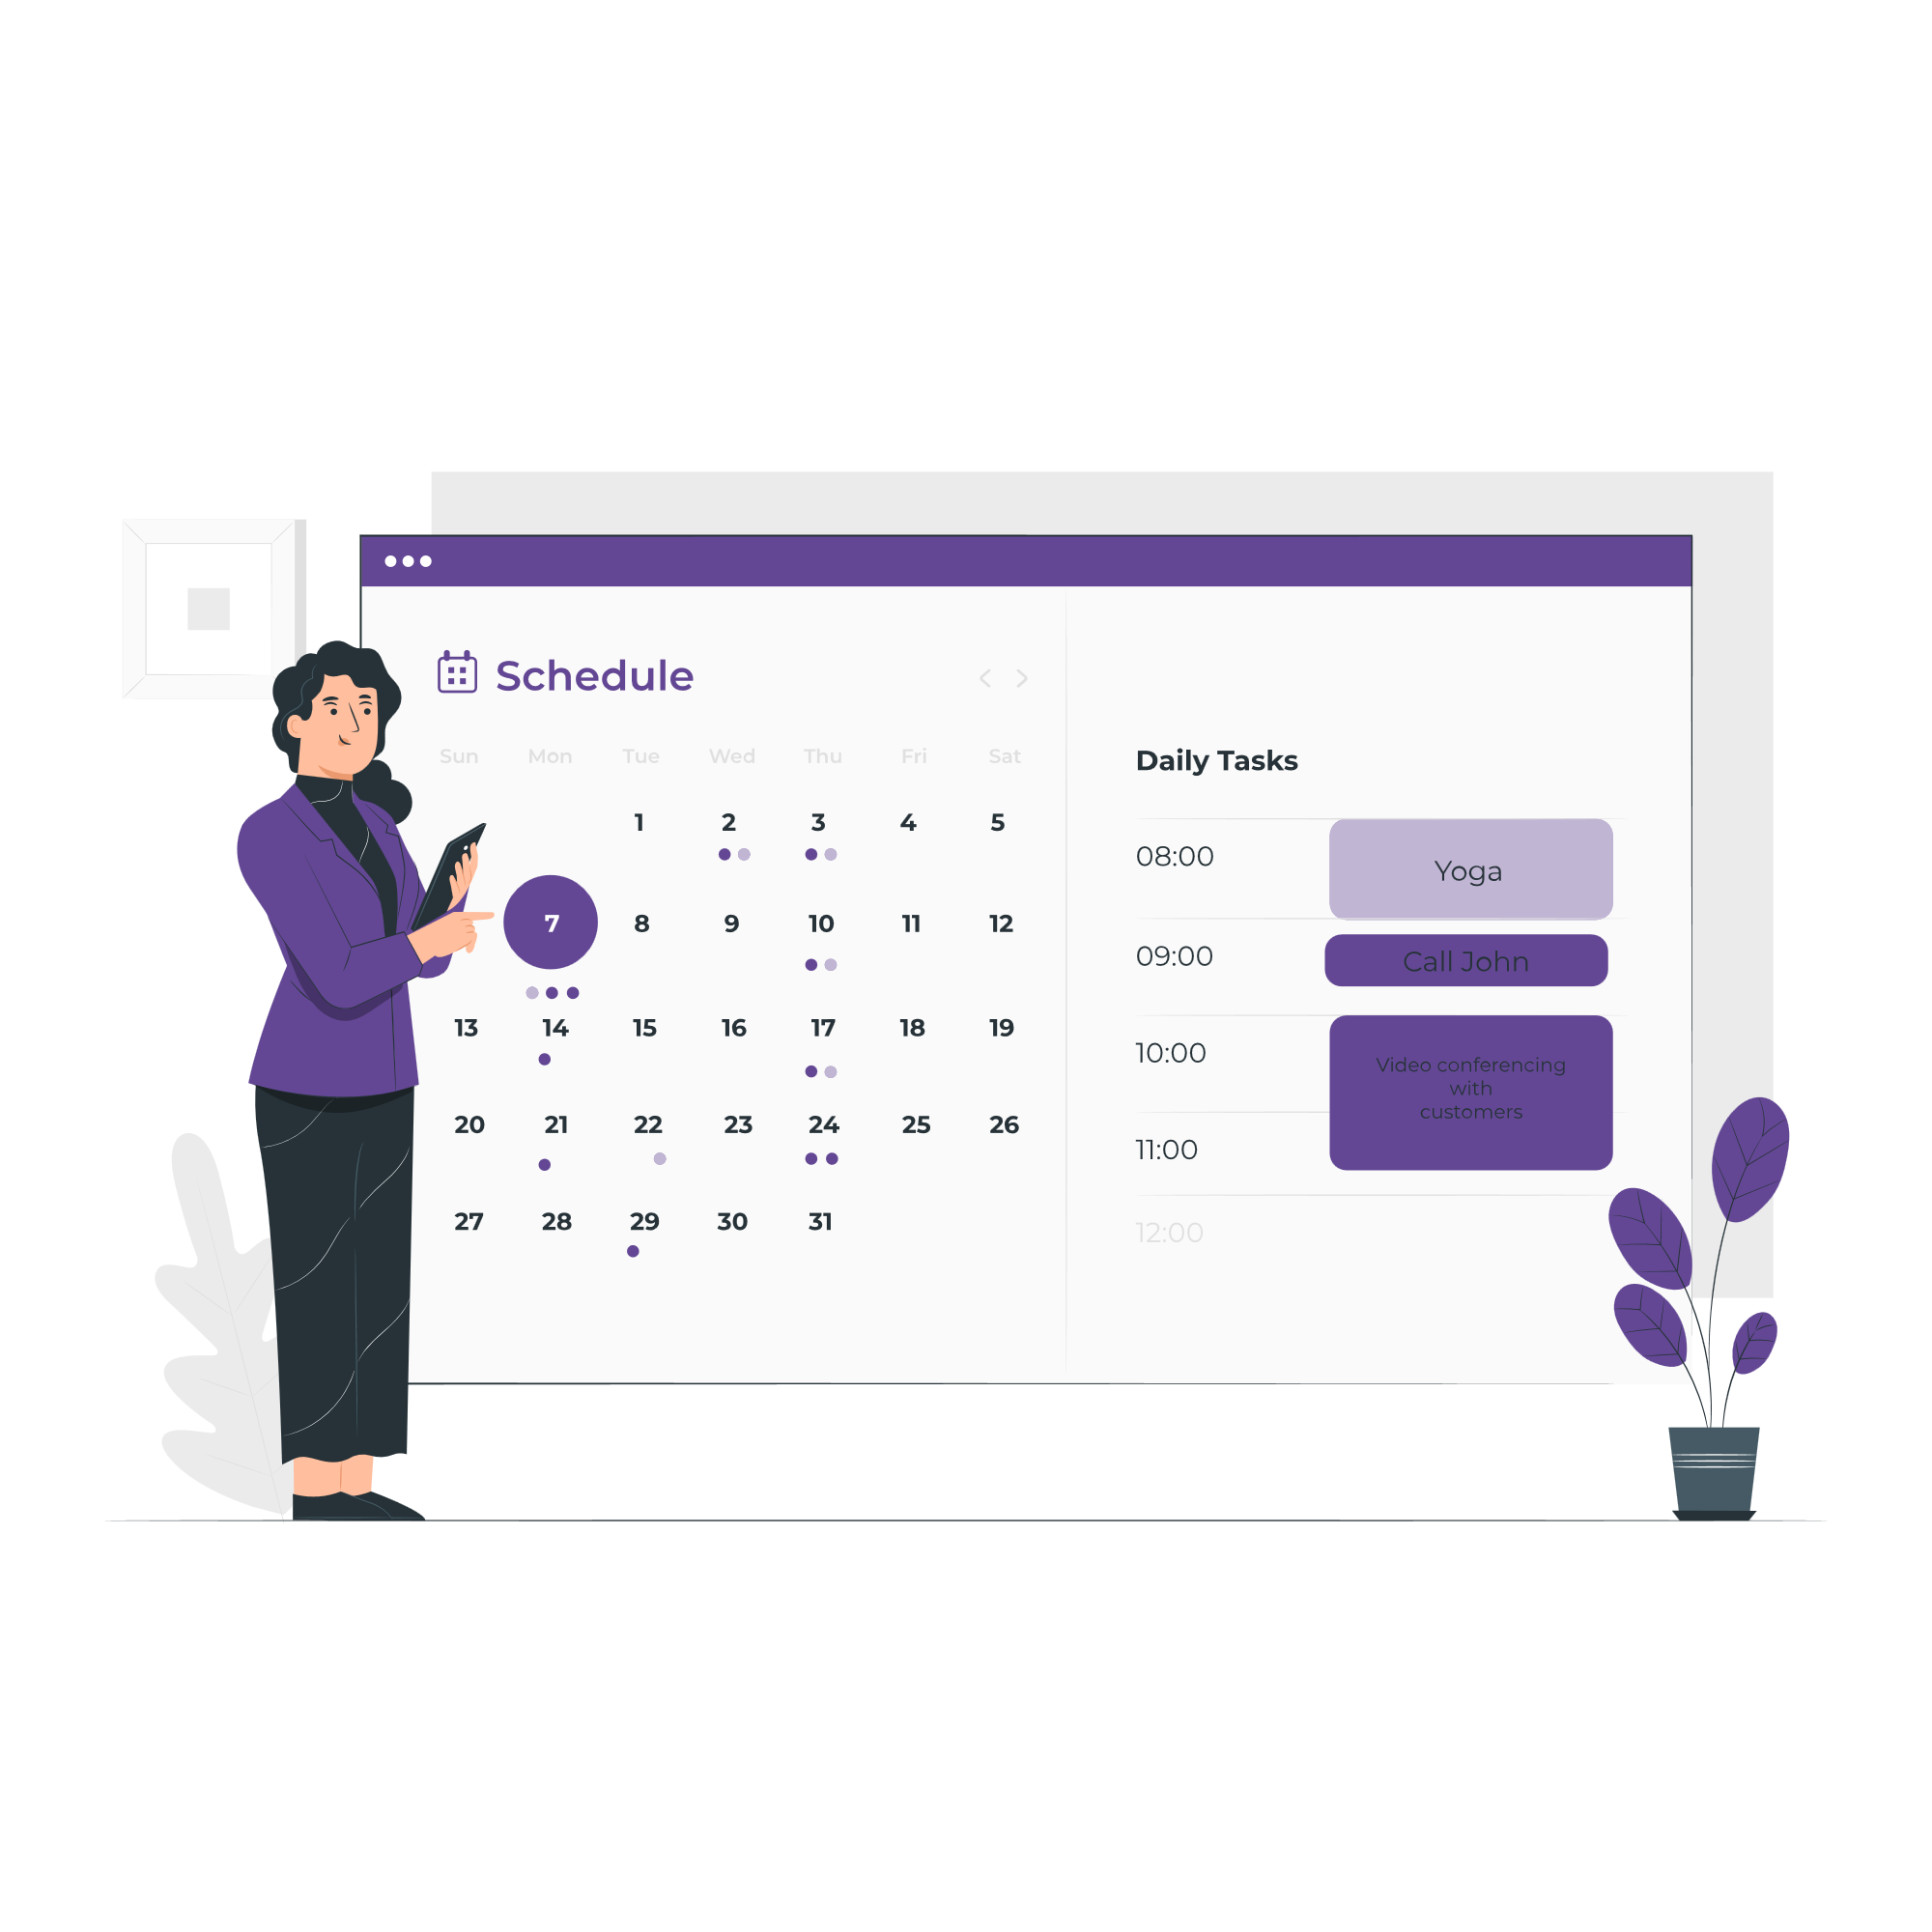 Schedule
Sun Mon Tue Wed Thu Fri Sat
1 2 3 4 5
7 8 9 10 11 12
13 14 15 16 17 18 19
20 21 22 23 24 25 26
27 28 29 30 31
Daily Tasks
08:00 Yoga
09:00 Call John
10:00 Video conferencing
with
customers
11:00
12:00